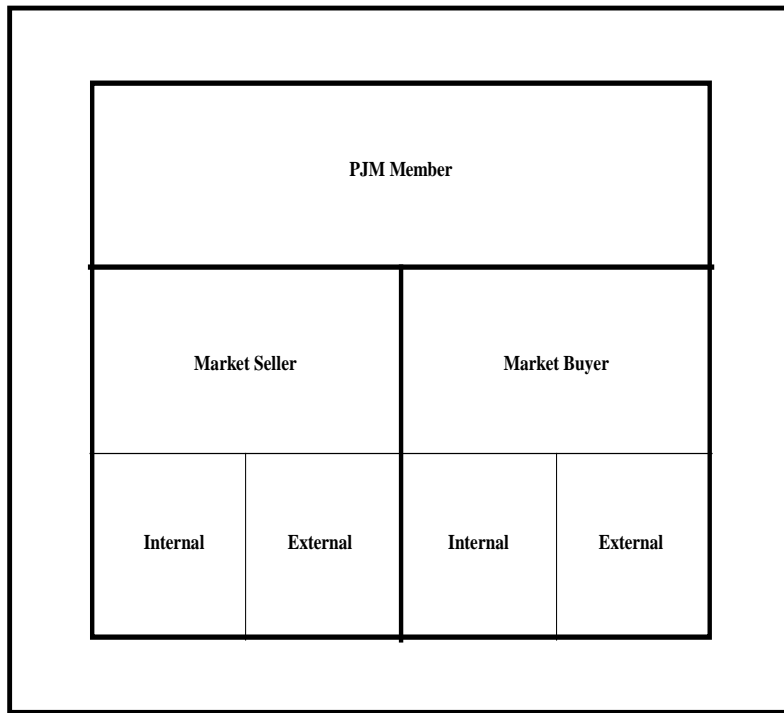 PJM Member
Market Seller
Market Buyer
Internal
External
Internal
External